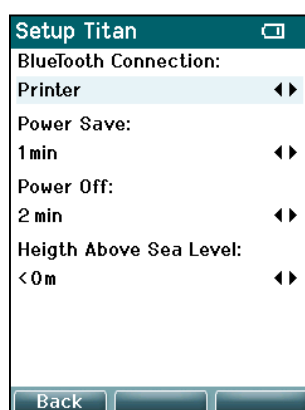 Setup Titan
BlueTooth Connection:
Printer
Power Save:
1 min
Power Off:
2 min
Heigth Above Sea Level:
<0m
Back